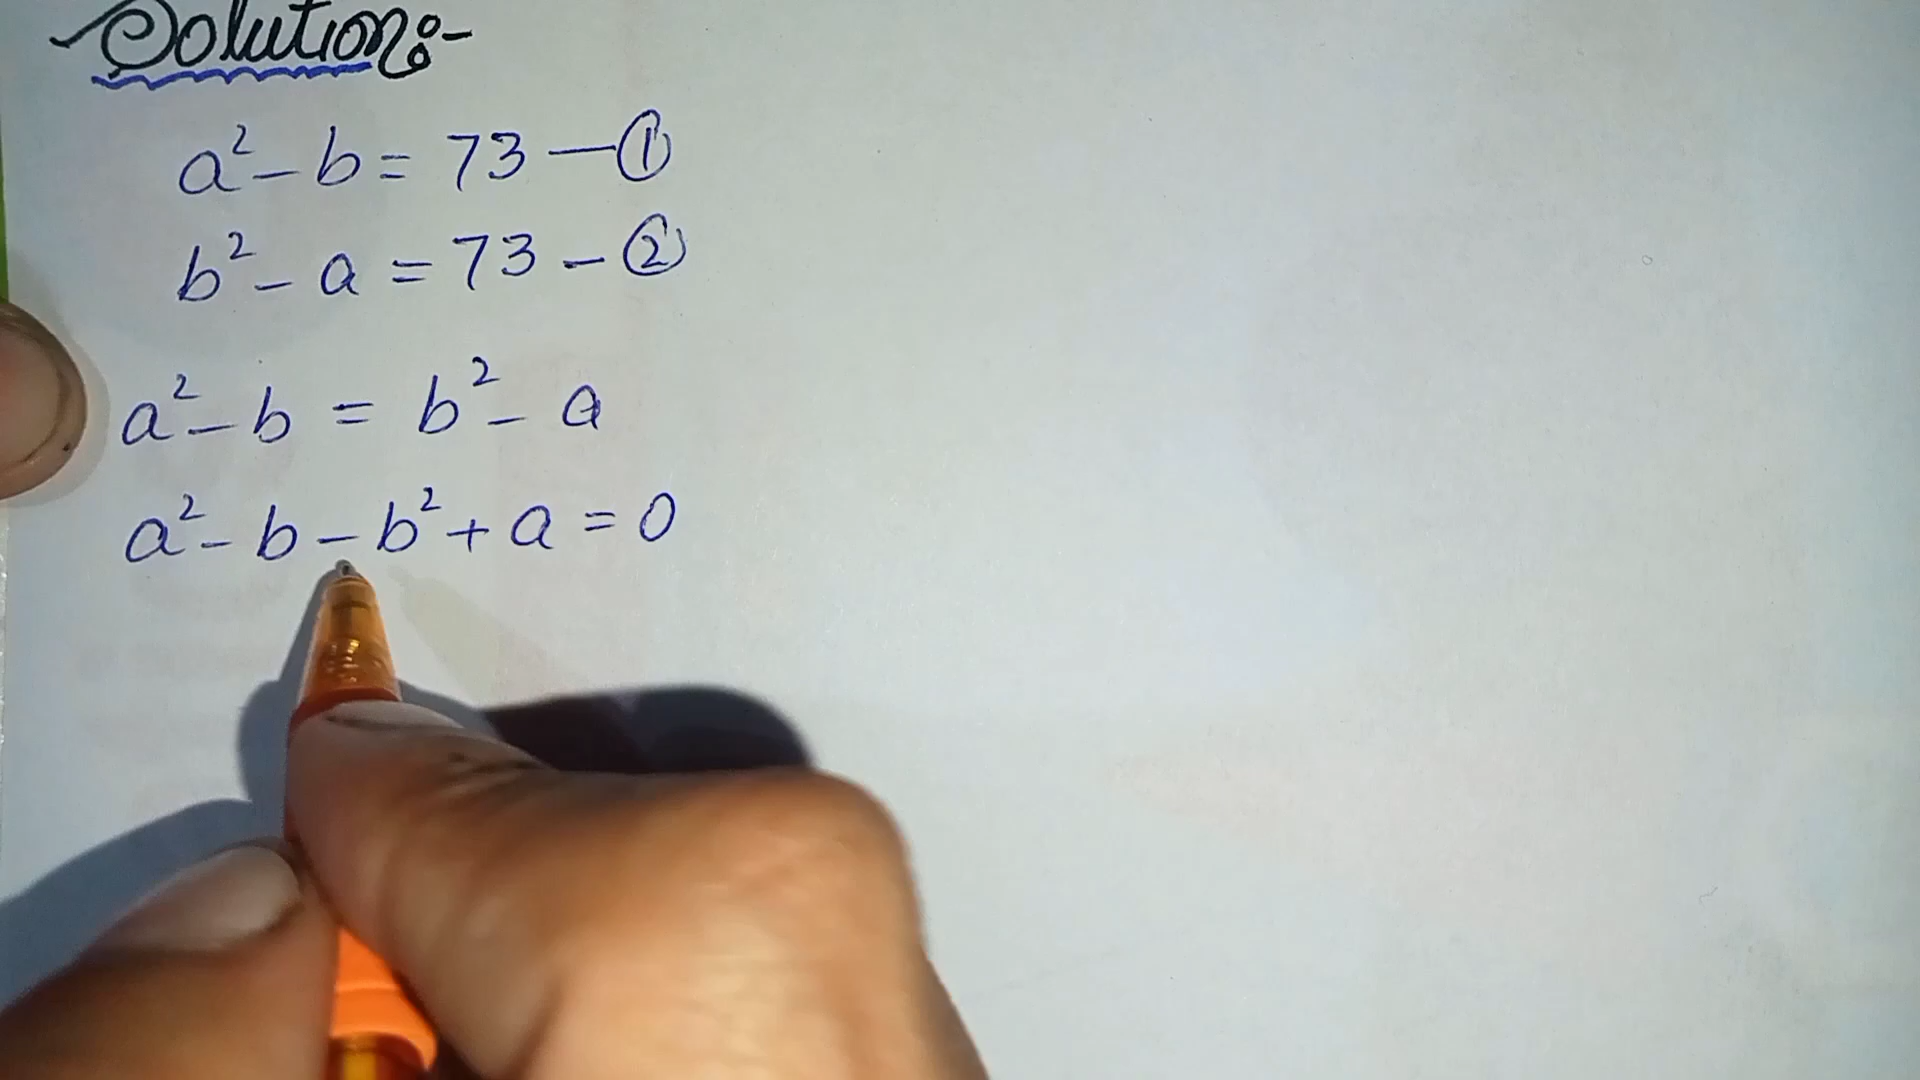 Solution:-
a² - b = 73 — ①
b² - a = 73 - ②
a² - b = b² - a
a² - b - b² + a = 0